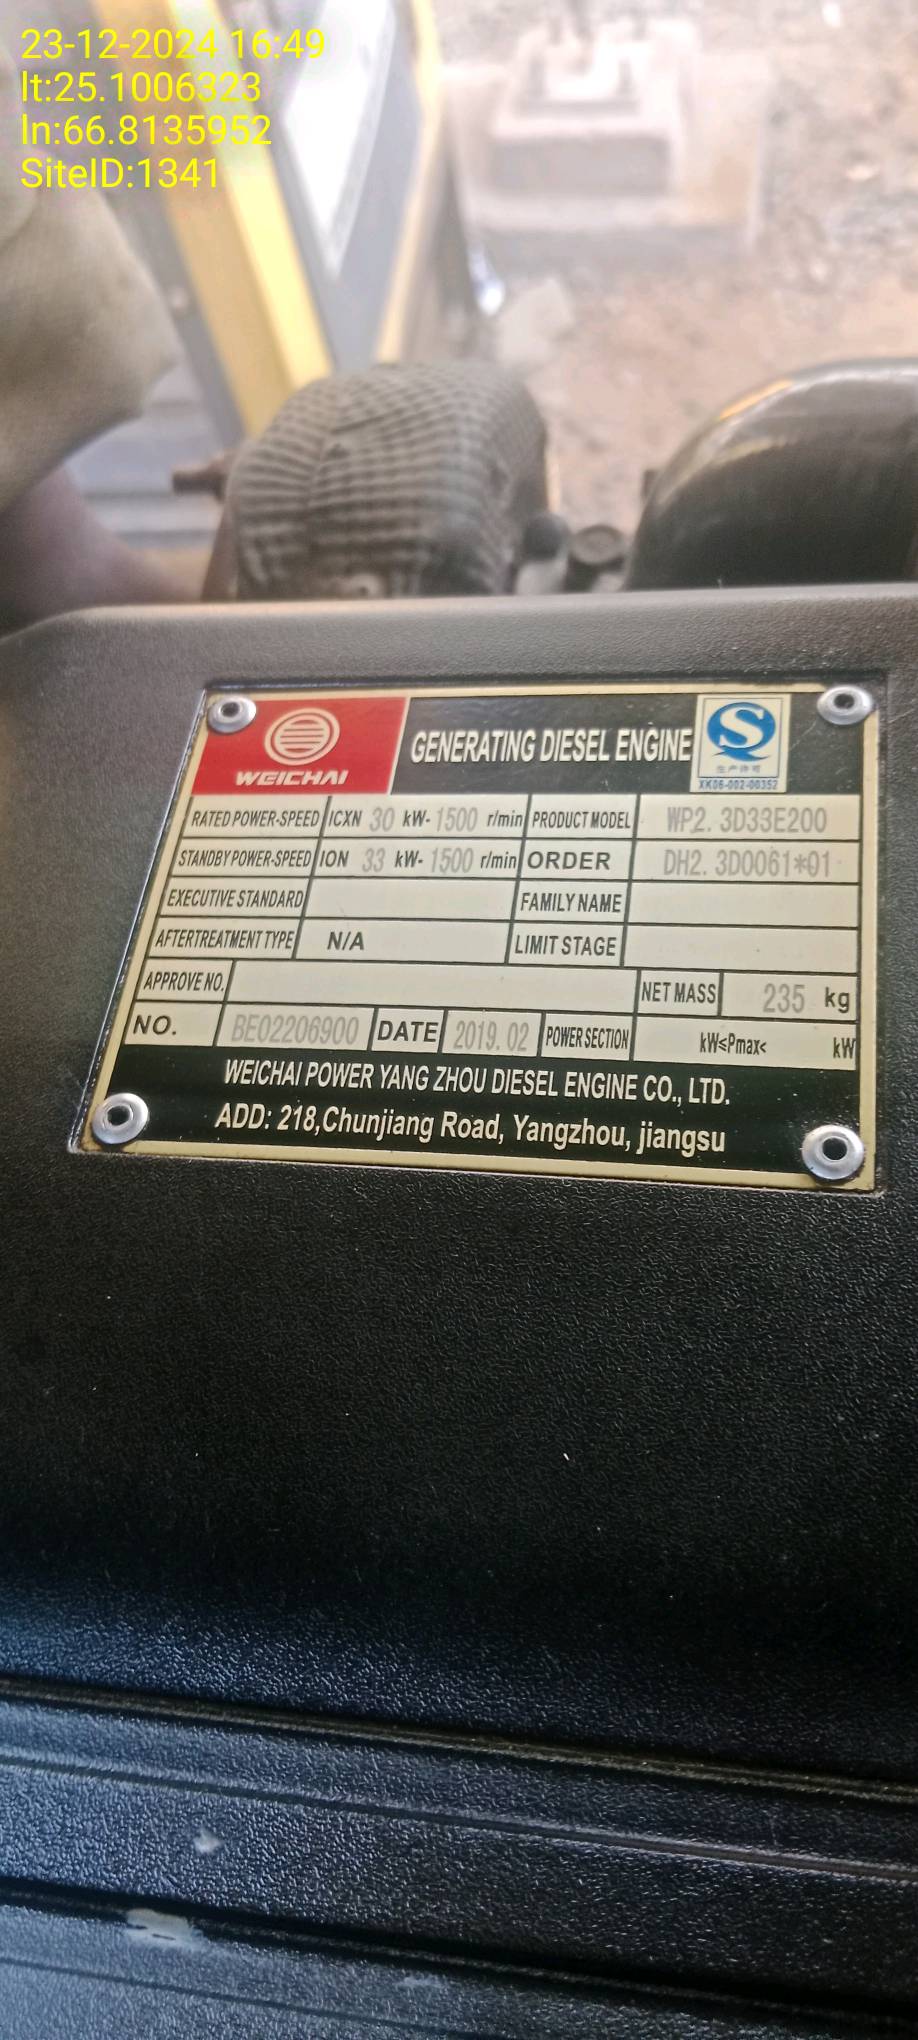 23-12-2024 16:49
lt:25.1006323
ln:66.8135952
SiteID:1341
WEICHAI
GENERATING DIESEL ENGINE
生产许可
XK06-002-00352
RATED POWER-SPEED ICXN 30 kW- 1500 r/min PRODUCT MODEL WP2. 3D33E200
STANDBY POWER-SPEED ION 33 kW- 1500 r/min ORDER DH2. 3D0061*01
EXECUTIVE STANDARD FAMILY NAME
AFTERTREATMENT TYPE N/A LIMIT STAGE
APPROVE NO. NET MASS 235 kg
NO. BE02206900 DATE 2019. 02 POWER SECTION kW≤Pmax< kW
WEICHAI POWER YANG ZHOU DIESEL ENGINE CO., LTD.
ADD: 218,Chunjiang Road, Yangzhou, jiangsu